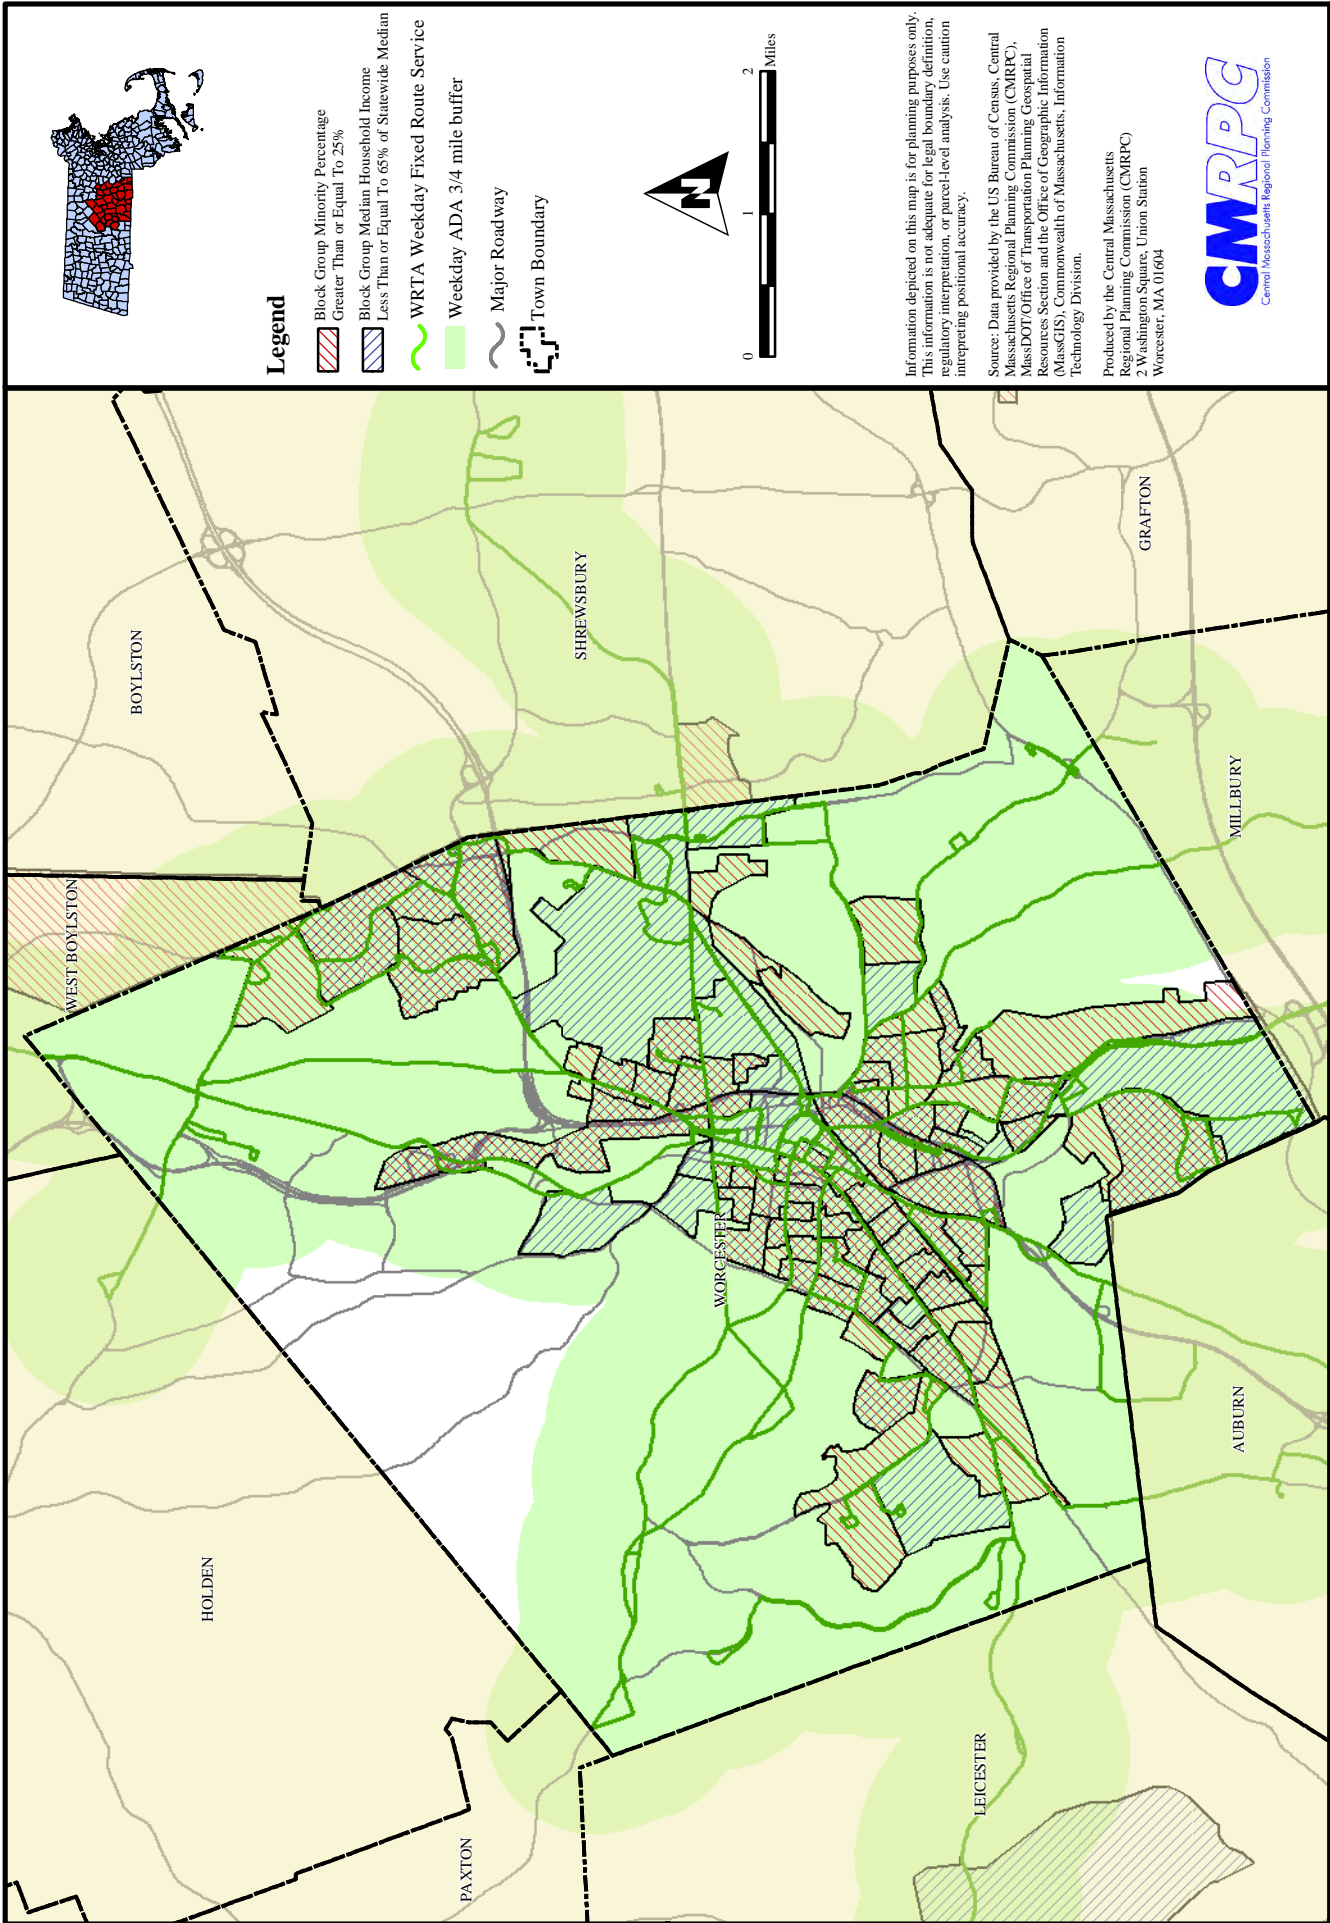 Legend
Block Group Minority Percentage
Greater Than or Equal To 25%
Block Group Median Household Income
Less Than or Equal To 65% of Statewide Median
WRTA Weekday Fixed Route Service
Weekday ADA 3/4 mile buffer
Major Roadway
Town Boundary
N
0 1 2
Miles
Information depicted on this map is for planning purposes only.
This information is not adequate for legal boundary definition,
regulatory interpretation, or parcel-level analysis. Use caution
intrepreting positional accuracy.
Source: Data provided by the US Bureau of Census, Central
Massachusetts Regional Planning Commission (CMRPC),
MassDOT/Office of Transportation Planning Geospatial
Resources Section and the Office of Geographic Information
(MassGIS), Commonwealth of Massachusetts, Information
Technology Division.
Produced by the Central Massachusetts
Regional Planning Commission (CMRPC)
2 Washington Square, Union Station
Worcester, MA 01604
CMRPC
Central Massachusetts Regional Planning Commission
BOYLSTON
WEST BOYLSTON
SHREWSBURY
GRAFTON
MILLBURY
WORCESTER
HOLDEN
AUBURN
PAXTON
LEICESTER